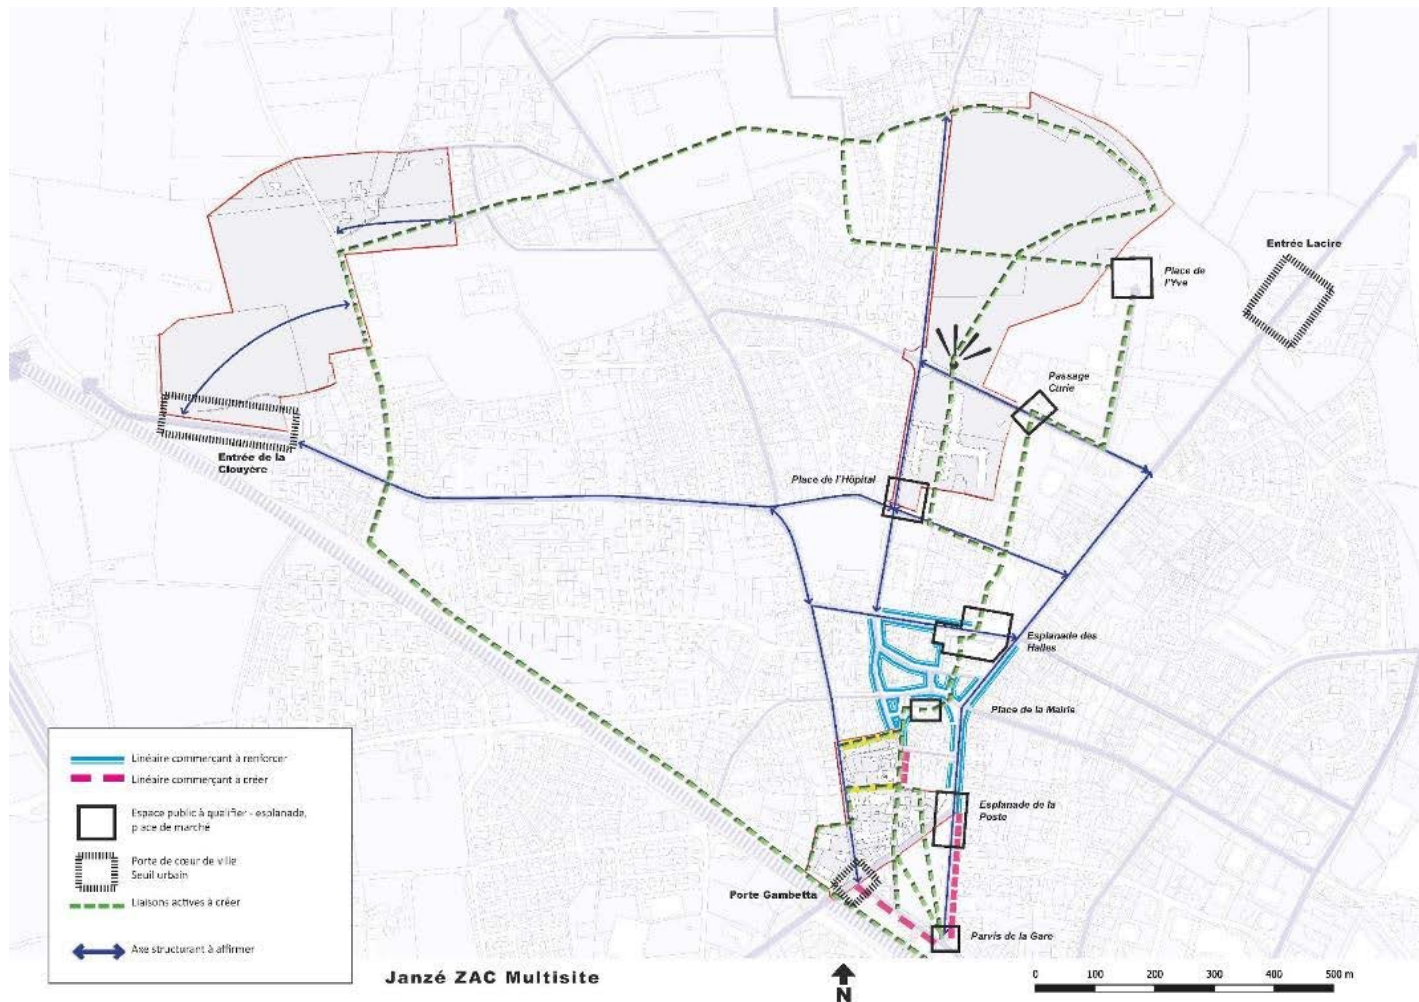 Entrée Lacire
Place de
l'Yve
Passage
Curie
Entrée de la
Clouyère
Place de l'Hôpital
Esplanade des
Halles
Place de la Mairis
Linéaire commerçant à renforcer
Linéaire commerçant à créer
Espace public à qualifier - esplanade,
place de marché
Porte de cœur de ville
Seuil urbain
Liaisons actives à créer
Axe structurant à affirmer
Esplanade de la
Poste
Porte Gambetta
Parvis de la Gare
Janzé ZAC Multisite
N
0 100 200 300 400 500 m